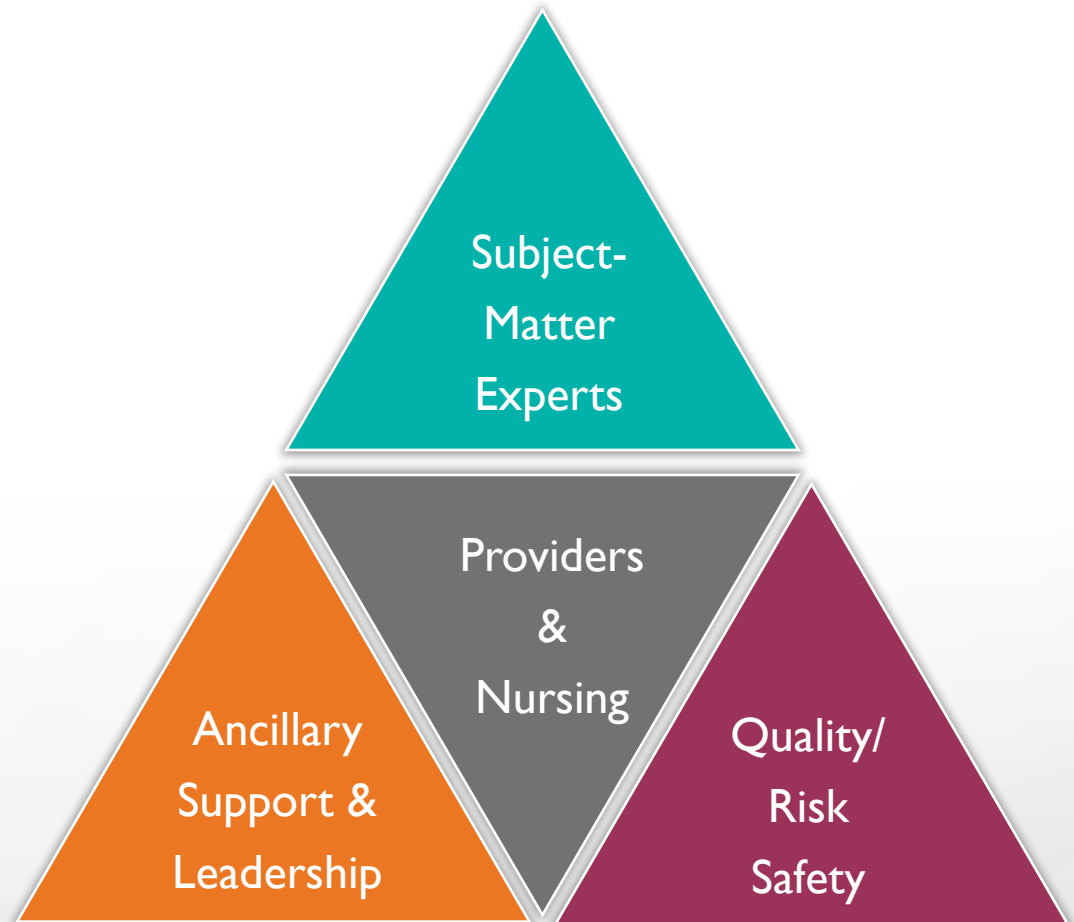 Subject-
Matter
Experts
Providers
&
Nursing
Ancillary
Support &
Leadership
Quality/
Risk
Safety